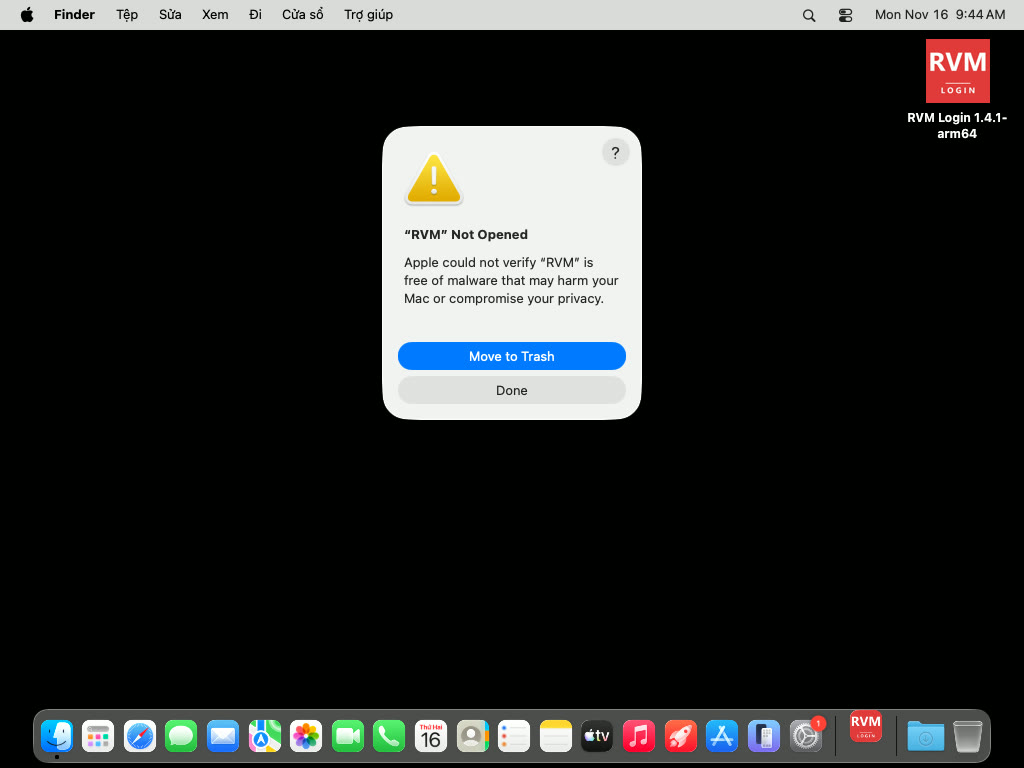 Finder Tệp Sửa Xem Đi Cửa sổ Trợ giúp Mon Nov 16 9:44 AM
RVM
LOGIN
RVM Login 1.4.1-
arm64
?
“RVM” Not Opened
Apple could not verify “RVM” is
free of malware that may harm your
Mac or compromise your privacy.
Move to Trash
Done
Thứ Hai
16
tv
1
RVM
LOGIN